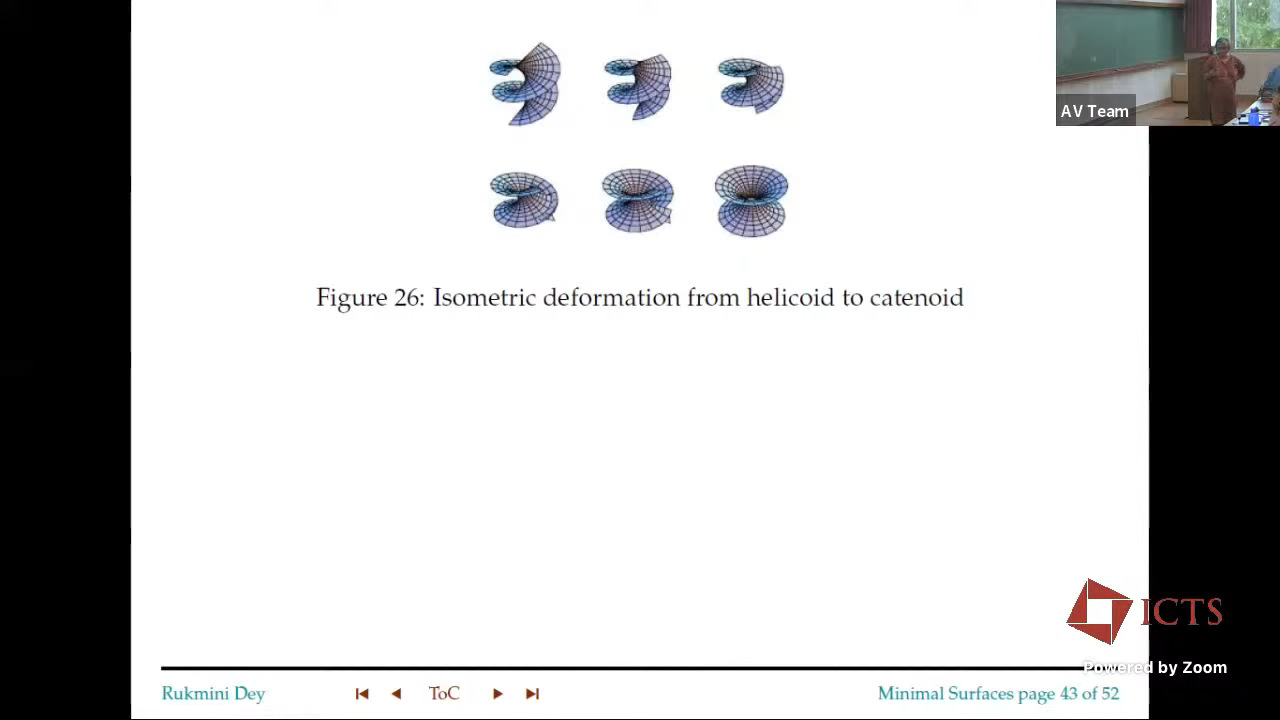 AV Team
Figure 26: Isometric deformation from helicoid to catenoid
ICTS
Powered by Zoom
Rukmini Dey
ToC
Minimal Surfaces page 43 of 52